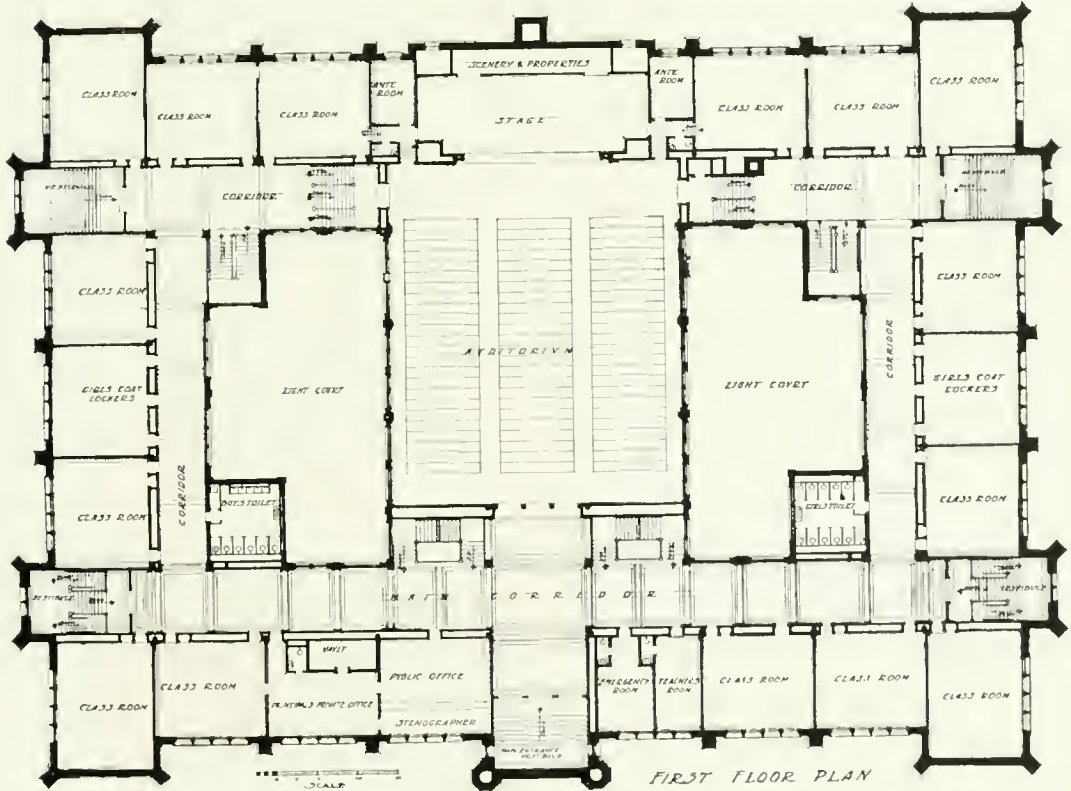 SCENERY & PROPERTIES
CLASS ROOM
CLASS ROOM
CLASS ROOM
ANTE
ROOM
STAGE
ANTE
ROOM
CLASS ROOM
CLASS ROOM
CLASS ROOM
VESTIBULE
CORRIDOR
CORRIDOR
CLASS ROOM
CLASS ROOM
GIRLS COAT
LOCKERS
LIGHT COURT
AUDITORIUM
LIGHT COURT
CORRIDOR
GIRLS COAT
LOCKERS
CORRIDOR
CLASS ROOM
BOYS TOILET
GIRLS TOILET
CLASS ROOM
VESTIBULE
MAIN CORRIDOR
VESTIBULE
VAULT
CLASS ROOM
CLASS ROOM
PRINCIPALS PRIVATE OFFICE
PUBLIC OFFICE
STENOGRAPHER
EMERGENCY
ROOM
TEACHERS
ROOM
CLASS ROOM
CLASS ROOM
CLASS ROOM
MAIN ENTRANCE
VESTIBULE
SCALE
FIRST FLOOR PLAN